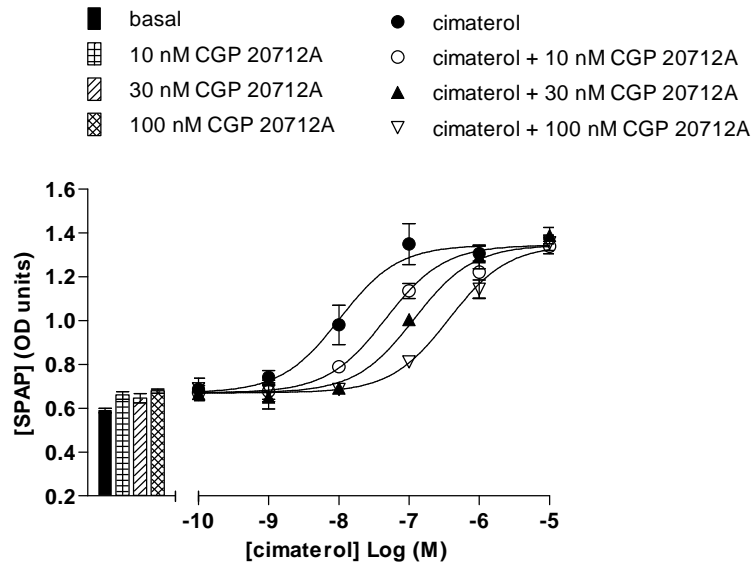 basal
10 nM CGP 20712A
30 nM CGP 20712A
100 nM CGP 20712A
cimaterol
cimaterol + 10 nM CGP 20712A
cimaterol + 30 nM CGP 20712A
cimaterol + 100 nM CGP 20712A
[SPAP] (OD units)
1.6
1.4
1.2
1.0
0.8
0.6
0.4
0.2
-10 -9 -8 -7 -6 -5
[cimaterol] Log (M)